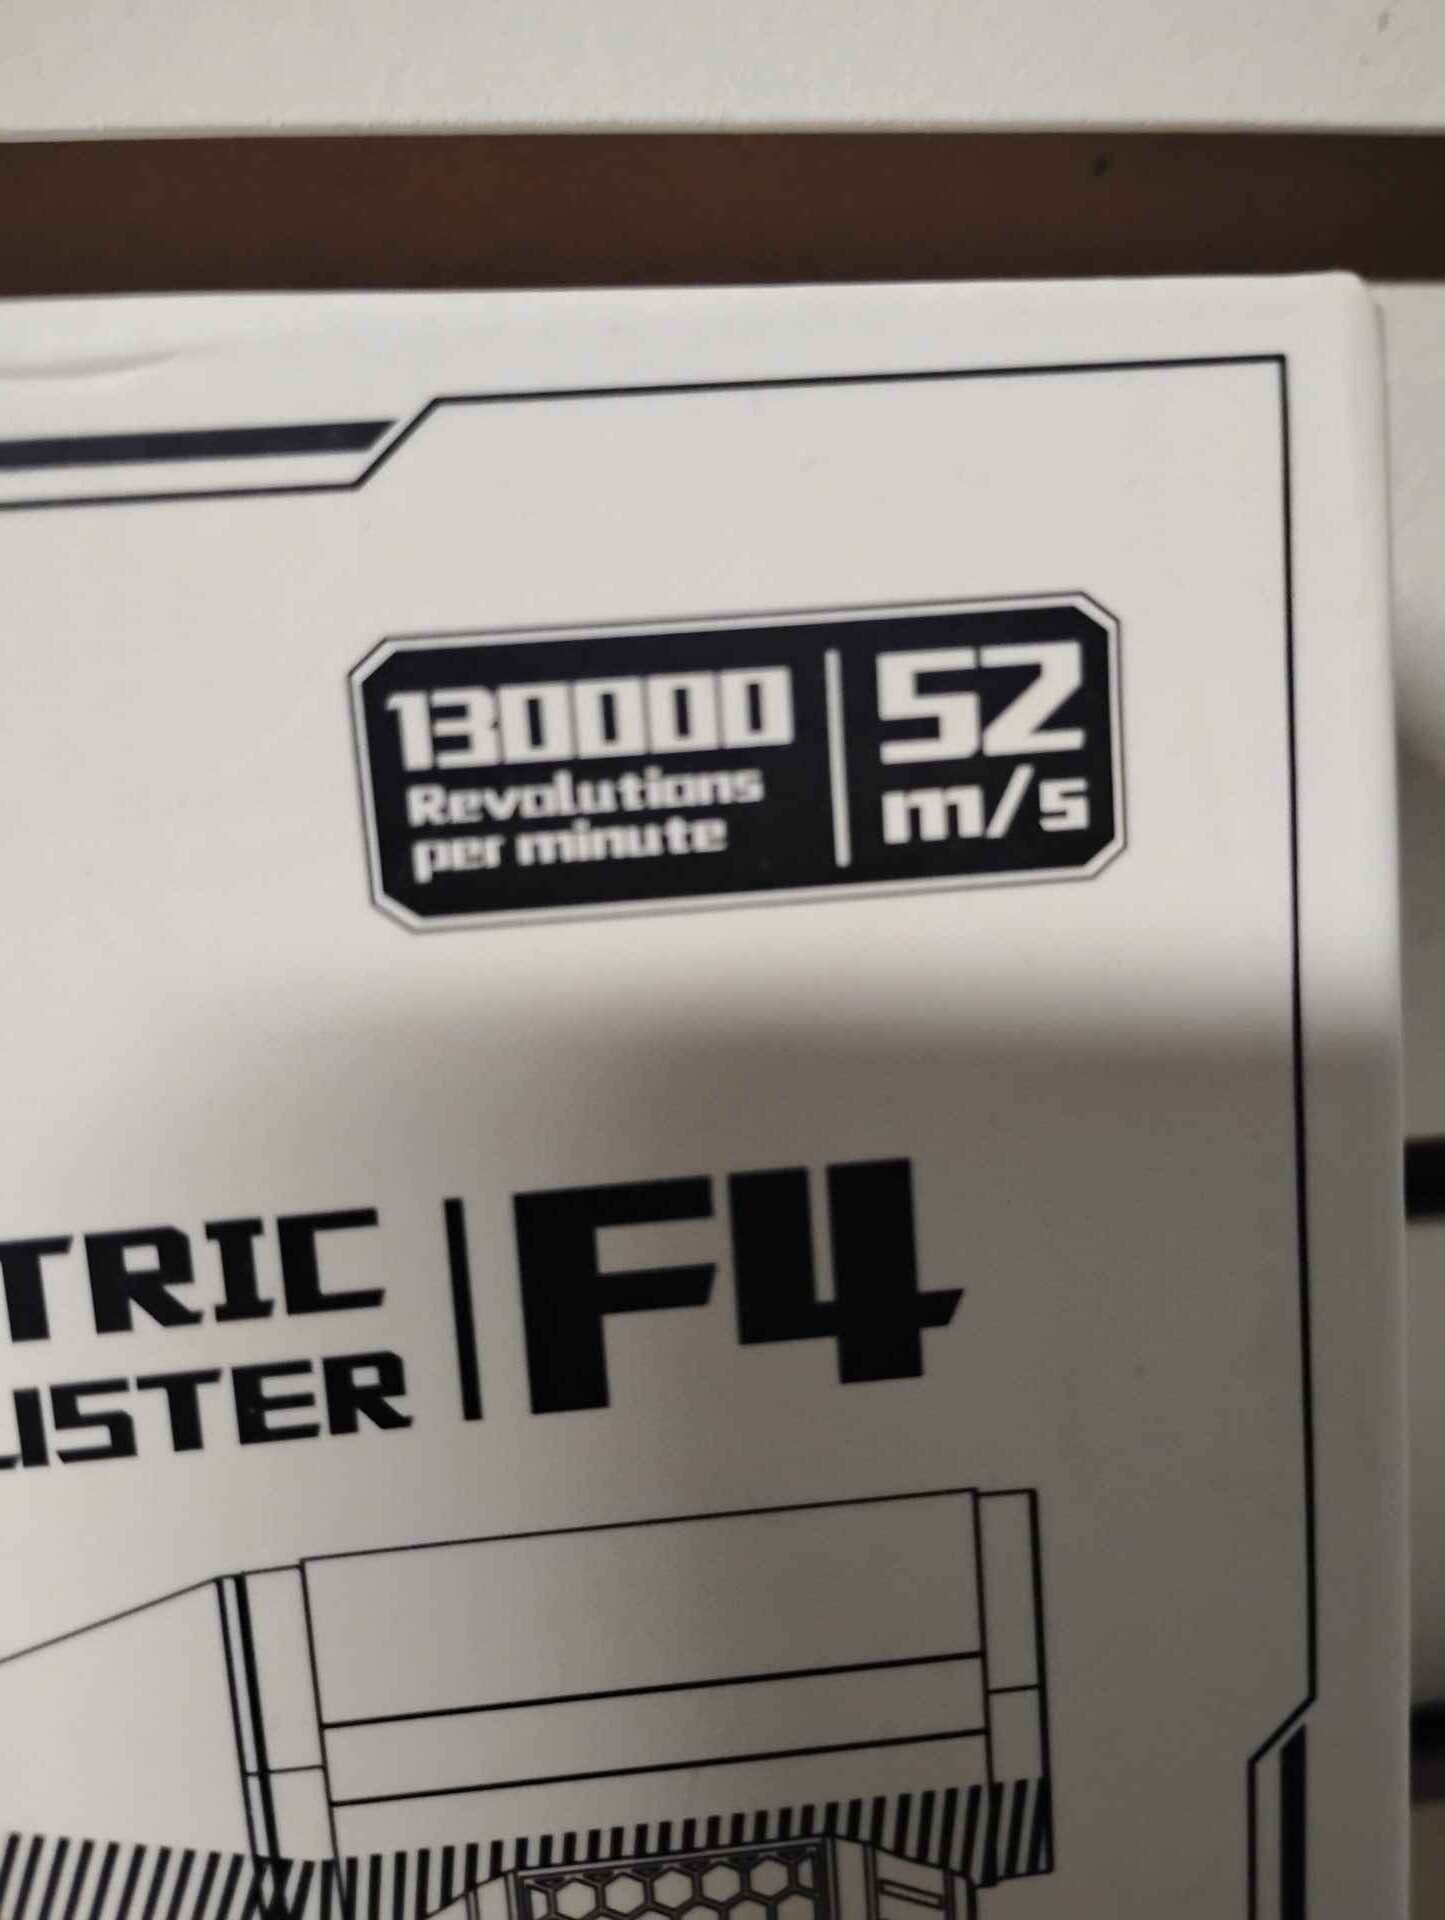 130000
Revolutions
per minute
52
m/s
TRIC
LISTER
F4